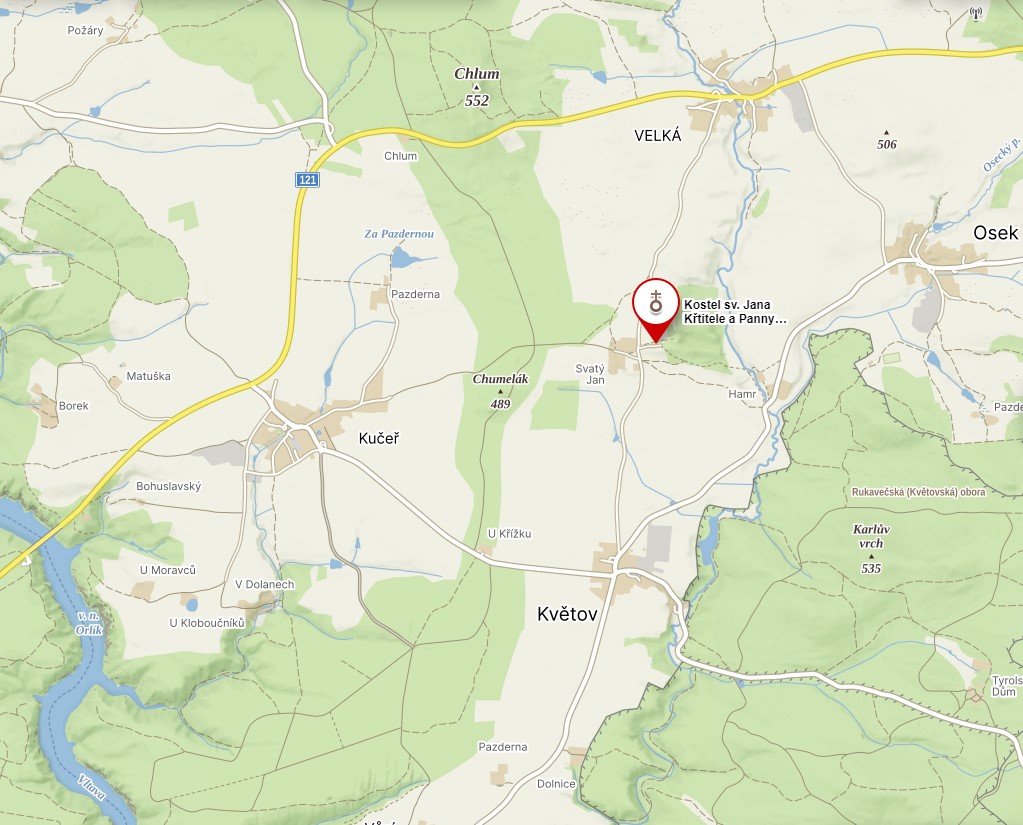 Požáry
Chlum
552
VELKÁ
506
Osecký p.
Chlum
121
Osek
Za Pazdernou
Pazderna
Kostel sv. Jana
Křtitele a Panny...
Svatý
Jan
Matuška
Chumelák
489
Hamr
Borek
Pazde
Kučeř
Bohuslavský
Rukavečská (Květovská) obora
U Křížku
Karlův
vrch
535
U Moravců
V Dolanech
v. n.
Orlík
U Kloboučníků
Květov
Tyrols
Dům
Pazderna
Vltava
Dolnice